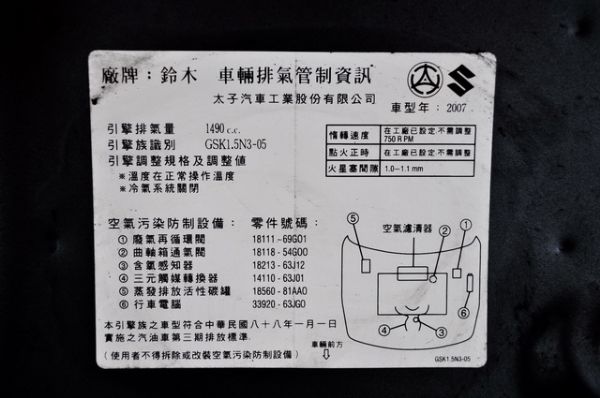 廠牌：鈴木 車輛排氣管制資訊
太子汽車工業股份有限公司
車型年：2007
引擎排氣量 1490 c.c.
引擎族識別 GSK1.5N3-05
引擎調整規格及調整值
※溫度在正常操作溫度
※冷氣系統關閉
惰轉速度 在工廠已設定,不需調整
750 RPM
點火正時 在工廠已設定,不需調整
火星塞間隙 1.0-1.1 mm
空氣污染防制設備： 零件號碼：
①廢氣再循環閥 18111-69G01
②曲軸箱通氣閥 18118-54G00
③含氧感知器 18213-63J12
④三元觸媒轉換器 14110-63J01
⑤蒸發排放活性碳罐 18560-81AA0
⑥行車電腦 33920-63JG0
本引擎族之車型符合中華民國八十八年一月一日
實施之汽油車第三期排放標準
(使用者不得拆除或改裝空氣污染防制設備)
空氣濾清器
⑤
②
①
⑥
④
③
車輛前方
GSK1.5N3-05